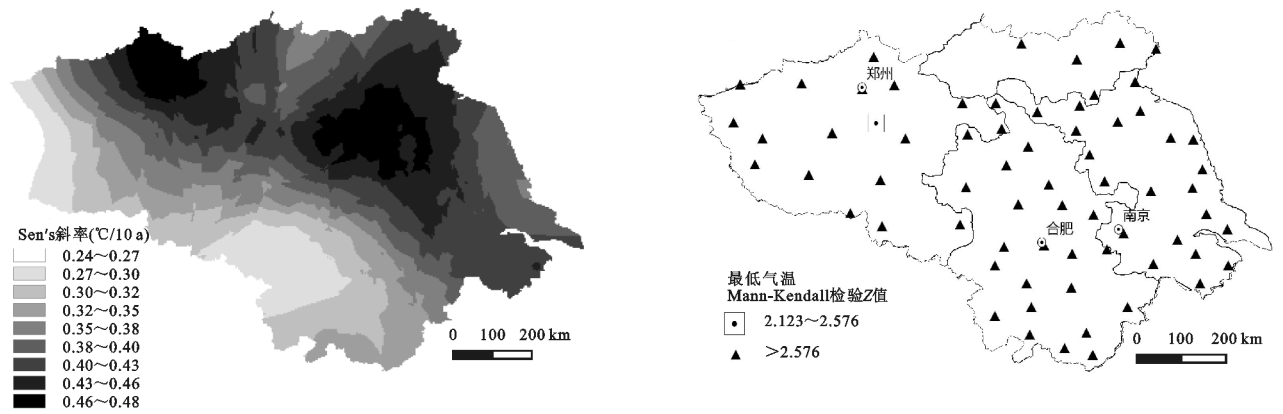 Sen's斜率(℃/10 a)
0.24～0.27
0.27～0.30
0.30～0.32
0.32～0.35
0.35～0.38
0.38～0.40
0.40～0.43
0.43～0.46
0.46～0.48
0 100 200 km
郑州
合肥
南京
最低气温
Mann-Kendall检验Z值
2.123～2.576
＞2.576
0 100 200 km